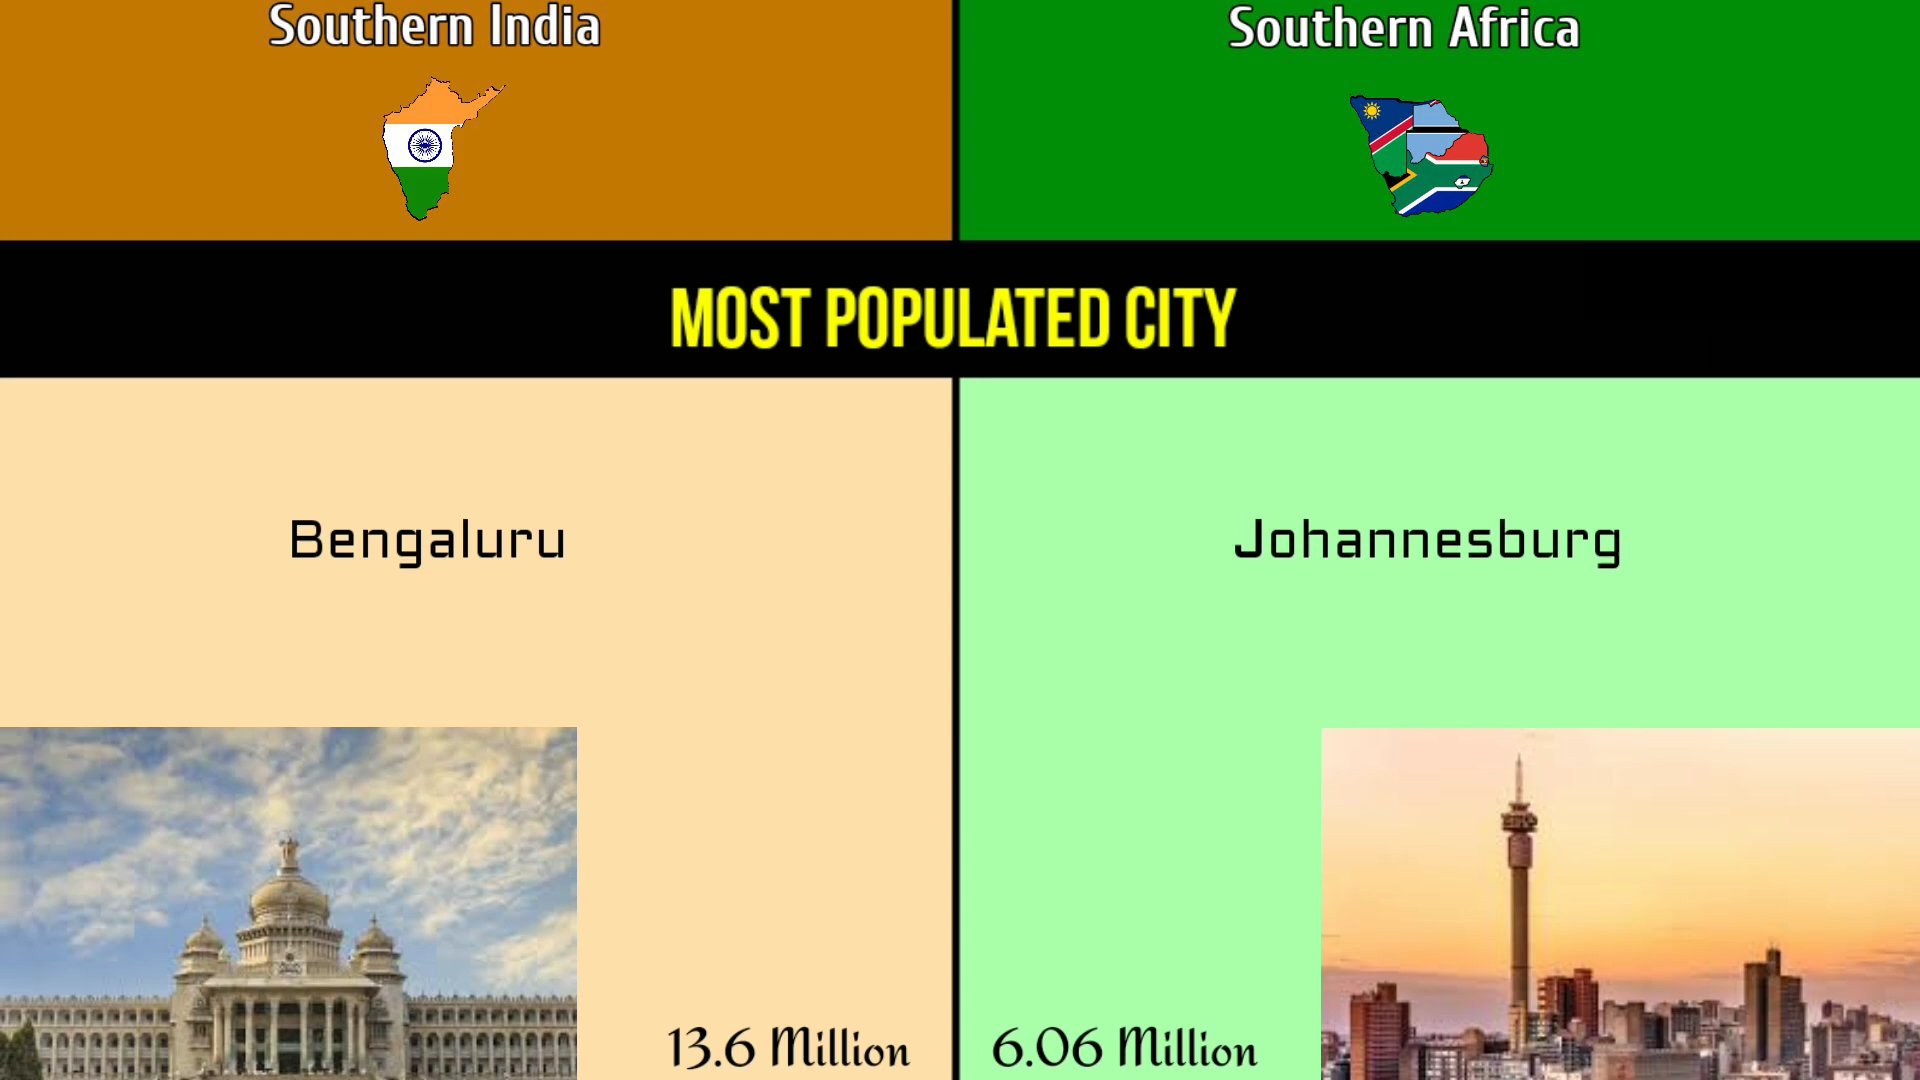 Southern India
Southern Africa
MOST POPULATED CITY
Bengaluru
Johannesburg
13.6 Million
6.06 Million